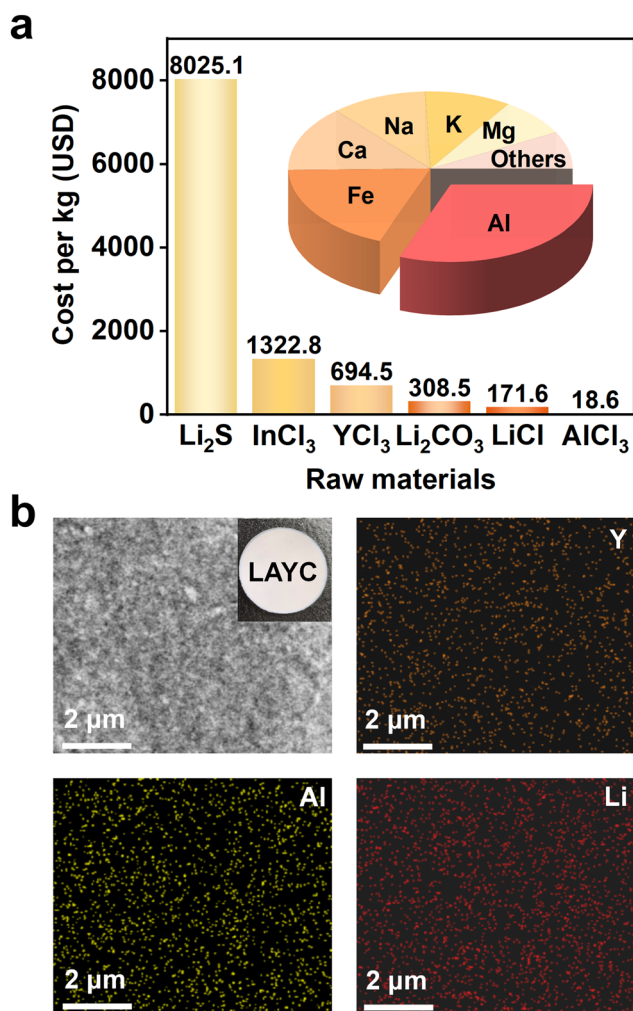 a
Cost per kg (USD)
8000
6000
4000
2000
0
8025.1
1322.8
694.5
308.5
171.6
18.6
Na
K
Mg
Ca
Others
Fe
Al
Li₂S InCl₃ YCl₃ Li₂CO₃ LiCl AlCl₃
Raw materials
b
LAYC
2 μm
Y
2 μm
Al
2 μm
Li
2 μm